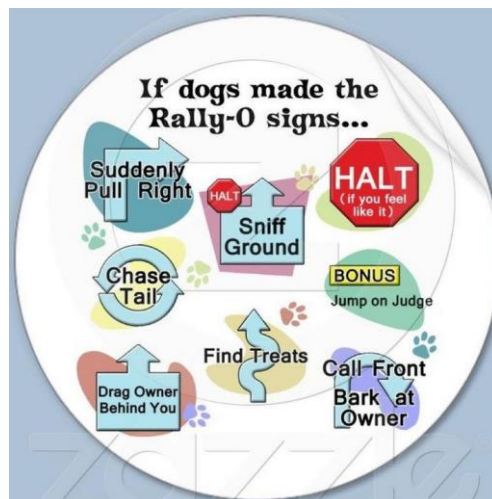 If dogs made the
Rally-O signs...
Suddenly
Pull Right
HALT
Sniff
Ground
HALT
(if you feel
like it)
Chase
Tail
BONUS
Jump on Judge
Drag Owner
Behind You
Find Treats
Call Front
Bark at
Owner
zazzle